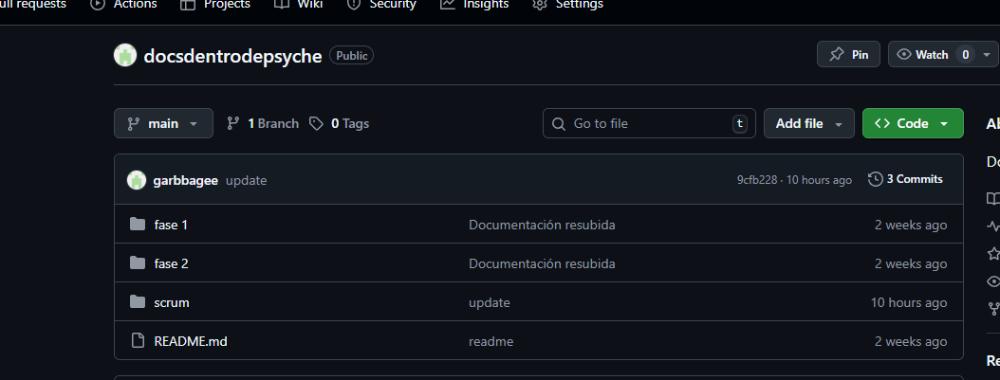 ull requests Actions Projects Wiki Security Insights Settings
docsdentrodepsyche Public Pin Watch 0
main 1 Branch 0 Tags Go to file t Add file Code
garbbagee update 9cfb228 · 10 hours ago 3 Commits
fase 1 Documentación resubida 2 weeks ago
fase 2 Documentación resubida 2 weeks ago
scrum update 10 hours ago
README.md readme 2 weeks ago